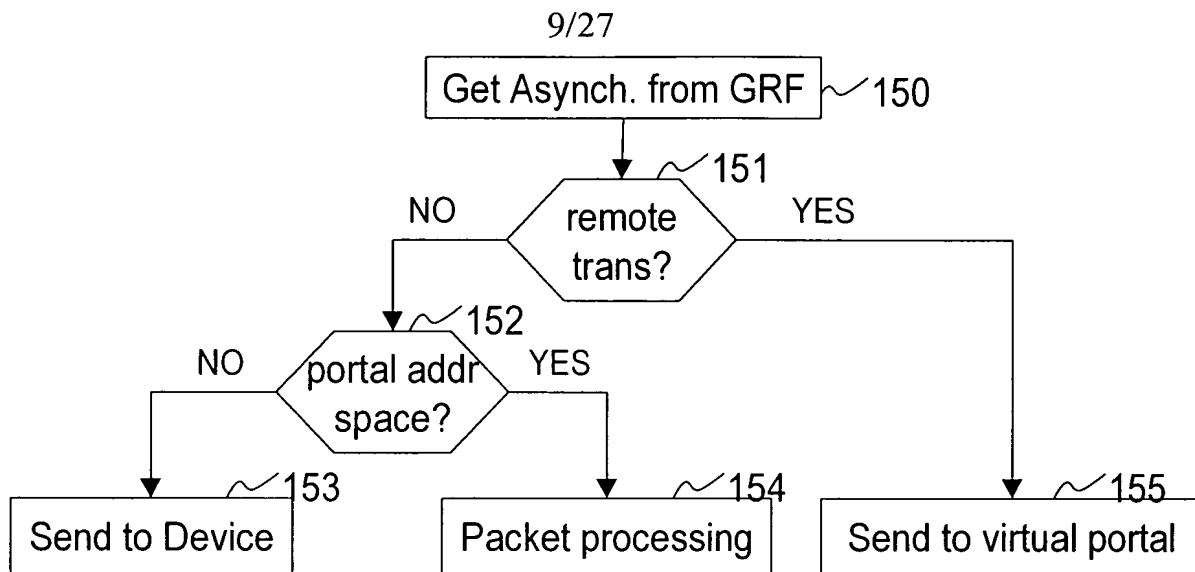 9/27
Get Asynch. from GRF
150
151
NO
remote
trans?
YES
152
NO
portal addr
space?
YES
153
154
155
Send to Device
Packet processing
Send to virtual portal